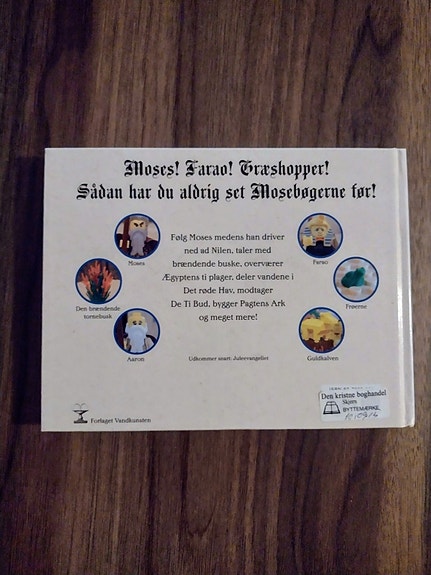 Moses! Farao! Græshopper!
Sådan har du aldrig set Mosebøgerne før!
Følg Moses medens han driver
ned ad Nilen, taler med
brændende buske, overværer
Ægyptens ti plager, deler vandene i
Det røde Hav, modtager
De Ti Bud, bygger Pagtens Ark
og meget mere!
Moses
Den brændende
tornebusk
Aaron
Farao
Frøerne
Guldkalven
Udkommer snart: Juleevangeliet
Forlaget Vandkunsten
Den kristne boghandel
Skjern
BYTTEMÆRKE